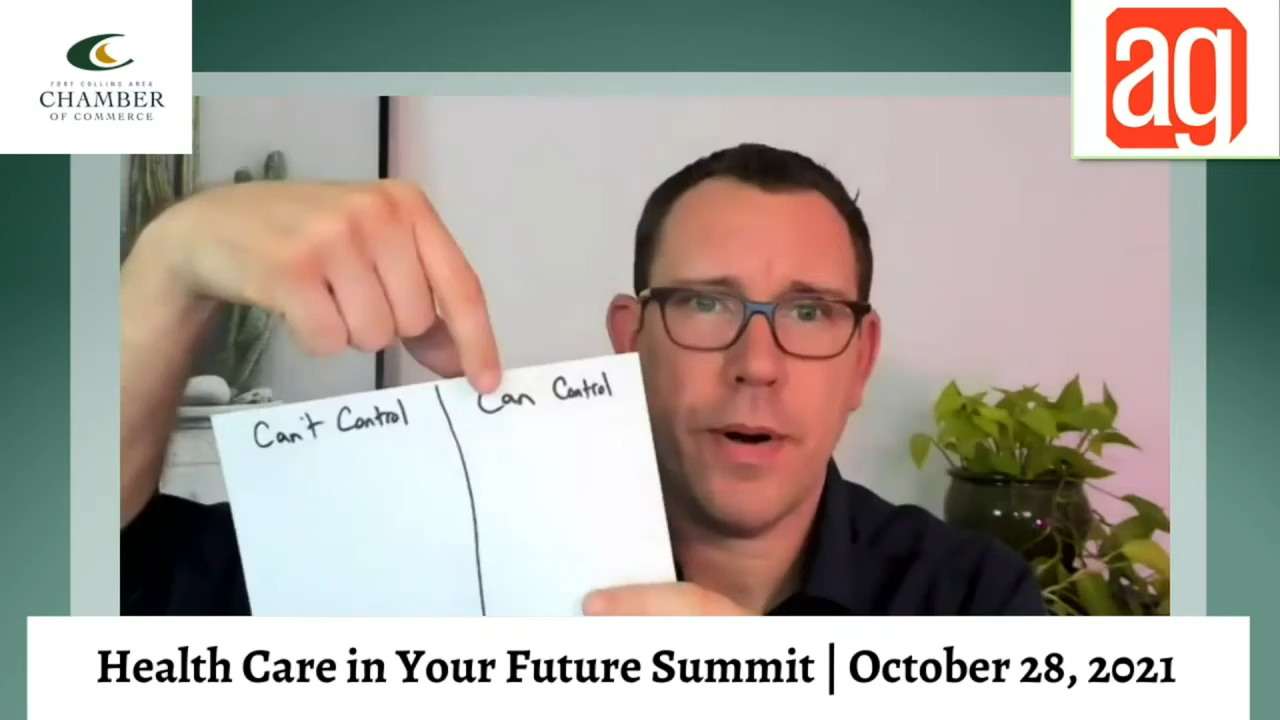 FORT COLLINS AREA
CHAMBER
OF COMMERCE
ag
Can't Control
Can Control
Health Care in Your Future Summit | October 28, 2021